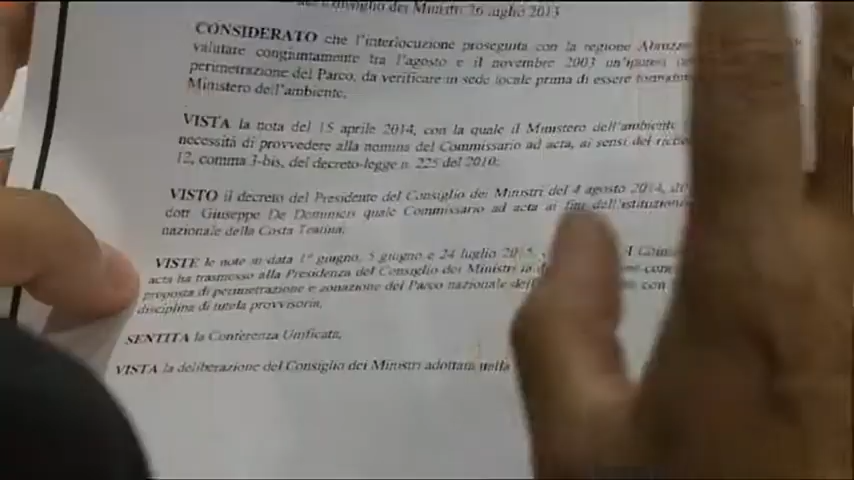 Consiglio dei Ministri 26 luglio 2013
CONSIDERATO che l'interlocuzione proseguita con la regione Abruzzo
valutare congiuntamente tra l'agosto e il novembre 2003 un'ipotesi
perimetrazione del Parco, da verificare in sede locale prima di essere
Ministero dell'ambiente;
VISTA la nota del 15 aprile 2014, con la quale il Ministero dell'ambiente
necessità di provvedere alla nomina del Commissario ad acta, ai sensi del
12, comma 3-bis, del decreto-legge n. 225 del 2010;
VISTO il decreto del Presidente del Consiglio dei Ministri del 4 agosto 2014,
dott Giuseppe De Dominicis quale Commissario ad acta ai fini dell'istituzione
nazionale della Costa Teatina;
VISTE le note in data 1° giugno, 5 giugno e 24 luglio
acta ha trasmesso alla Presidenza del Consiglio dei Ministri la
proposta di perimetrazione e zonazione del Parco nazionale con
disciplina di tutela provvisoria,
SENTITA la Conferenza Unificata,
VISTA la deliberazione del Consiglio dei Ministri adottata nella